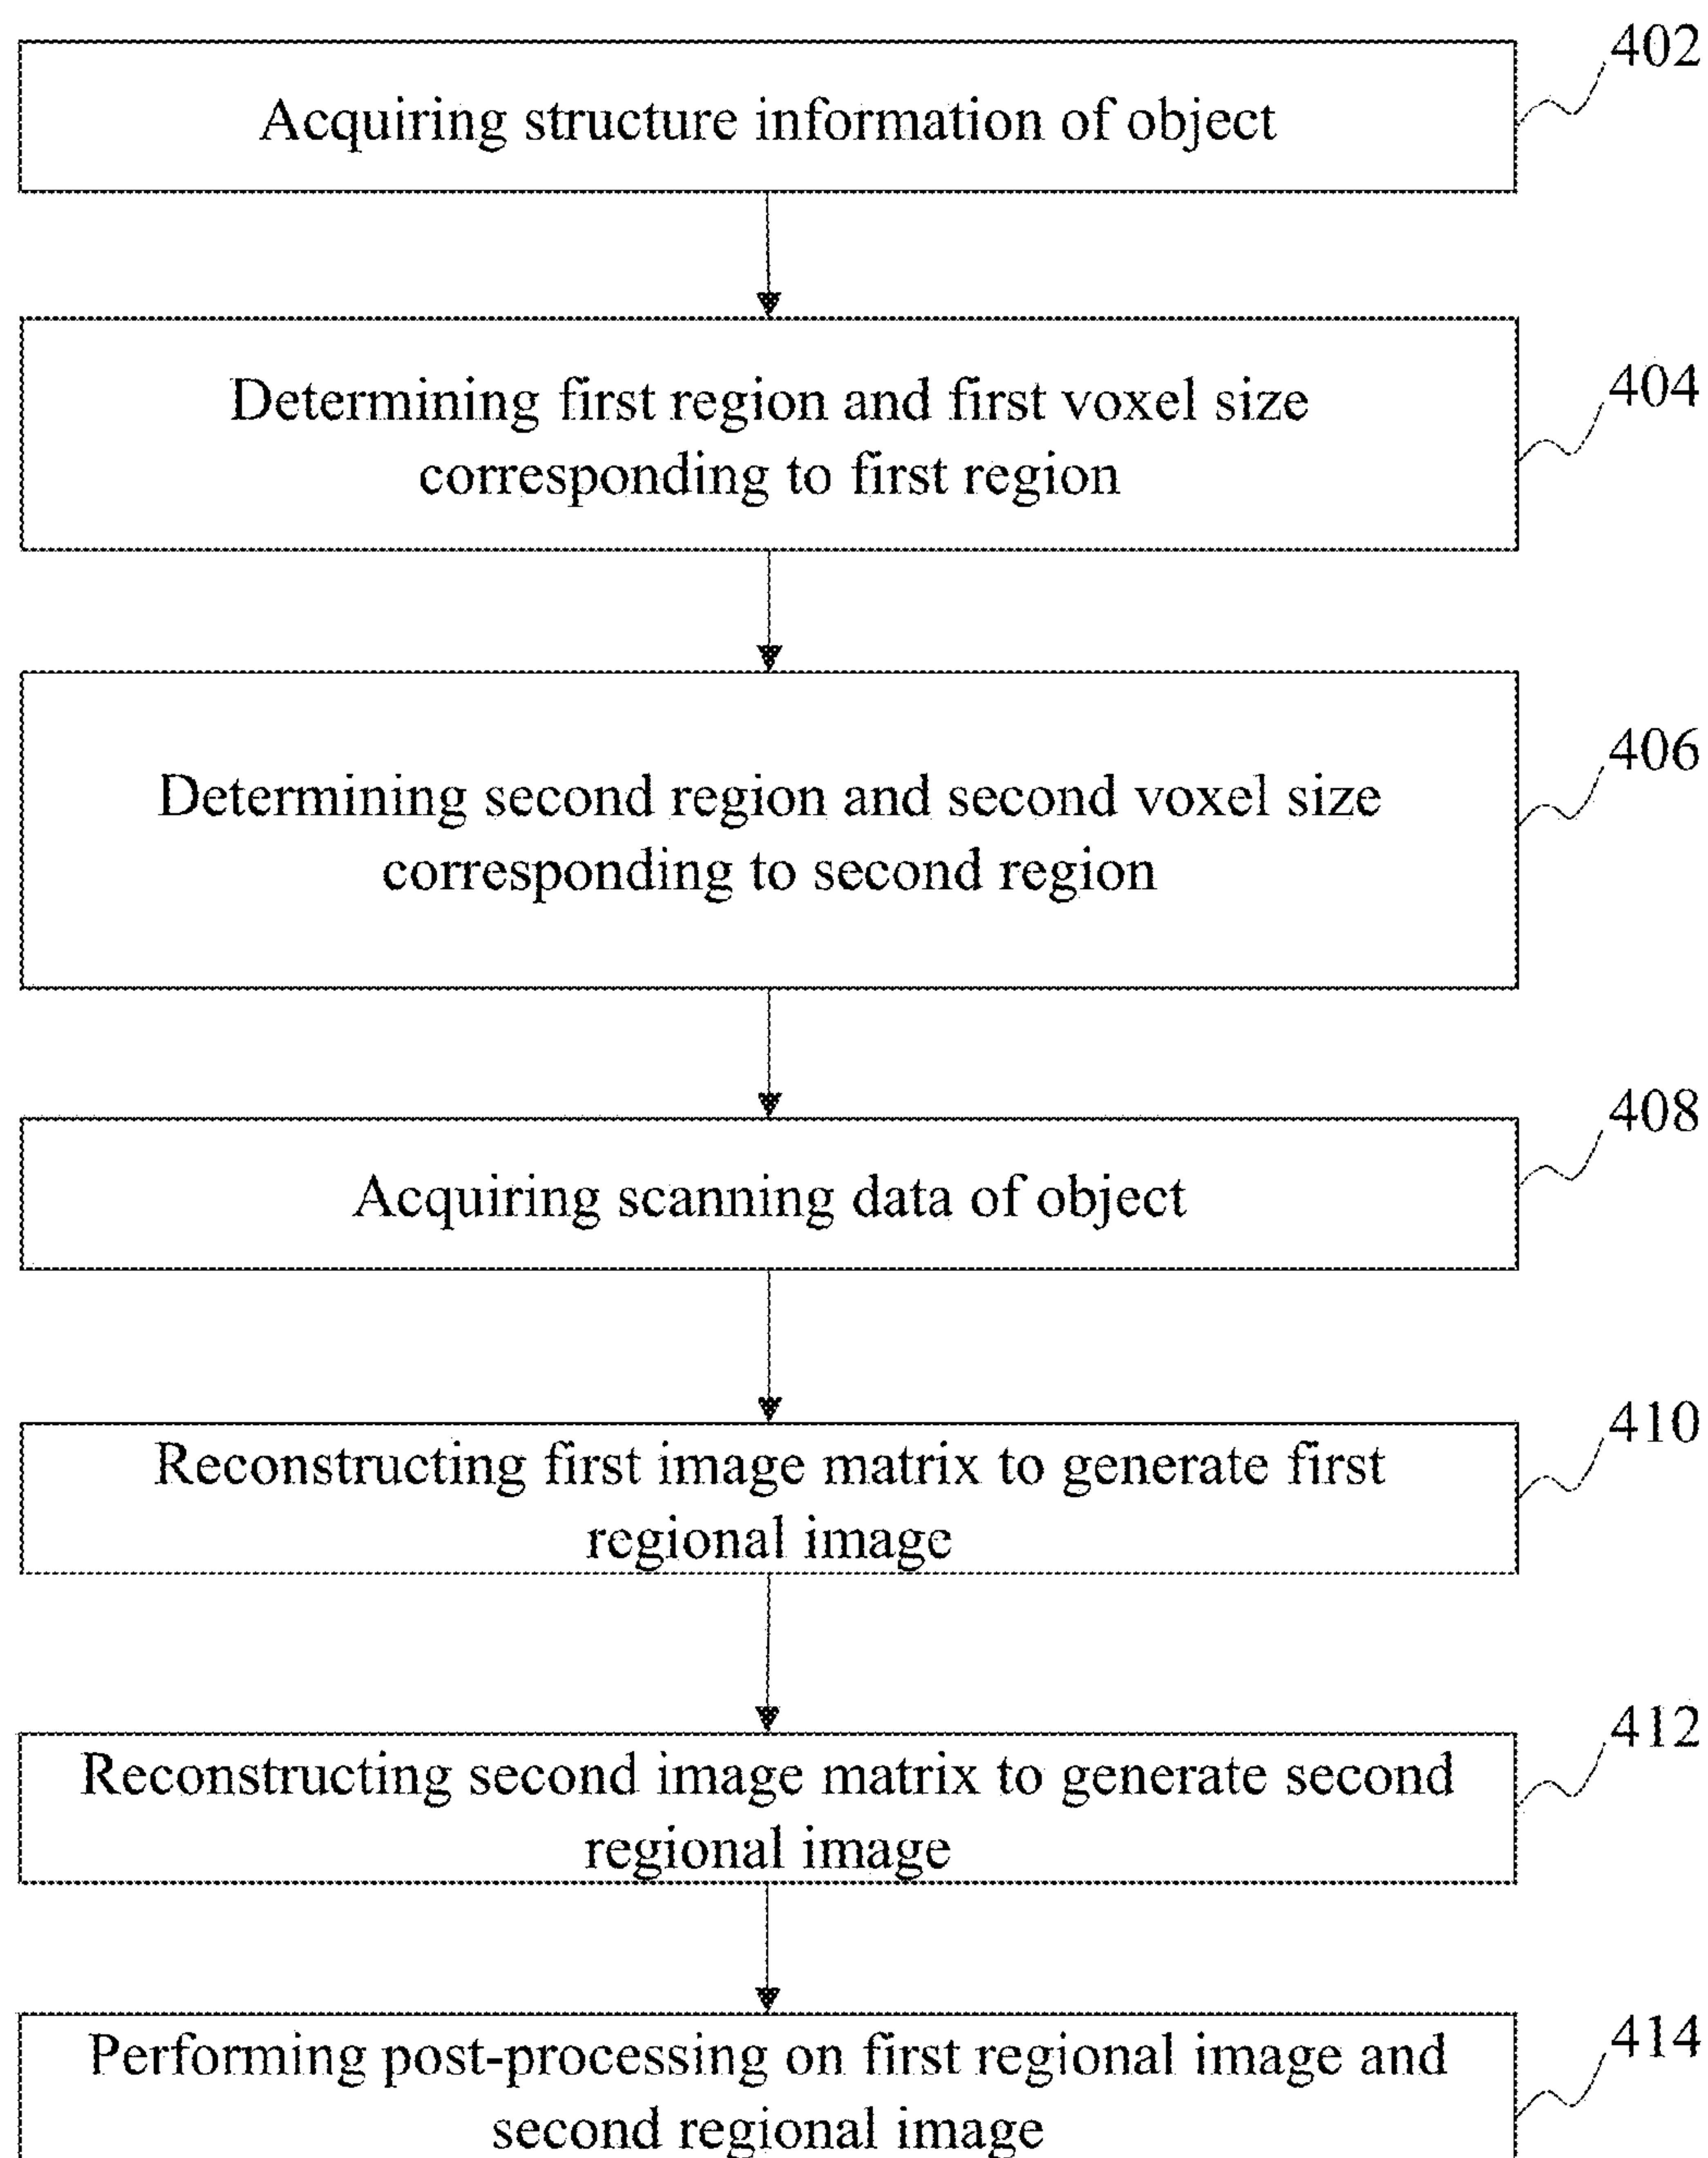 402
Acquiring structure information of object
404
Determining first region and first voxel size
corresponding to first region
406
Determining second region and second voxel size
corresponding to second region
408
Acquiring scanning data of object
410
Reconstructing first image matrix to generate first
regional image
412
Reconstructing second image matrix to generate second
regional image
414
Performing post-processing on first regional image and
second regional image